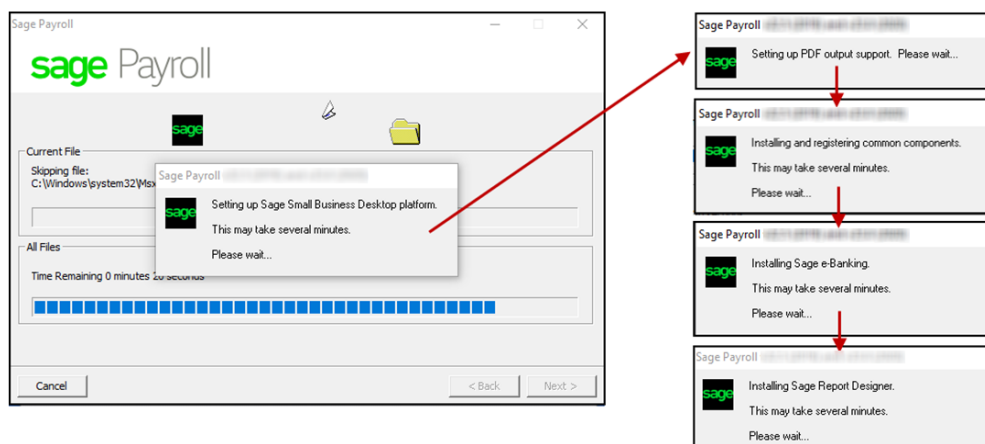 Sage Payroll
sage Payroll
sage
Current File
Skipping file:
C:\Windows\system32\Msx
Sage Payroll
sage
Setting up Sage Small Business Desktop platform.
This may take several minutes.
Please wait...
All Files
Time Remaining 0 minutes 20 seconds
Cancel
< Back
Next >
Sage Payroll
sage
Setting up PDF output support. Please wait...
Sage Payroll
sage
Installing and registering common components.
This may take several minutes.
Please wait...
Sage Payroll
sage
Installing Sage e-Banking.
This may take several minutes.
Please wait...
Sage Payroll
sage
Installing Sage Report Designer.
This may take several minutes.
Please wait...